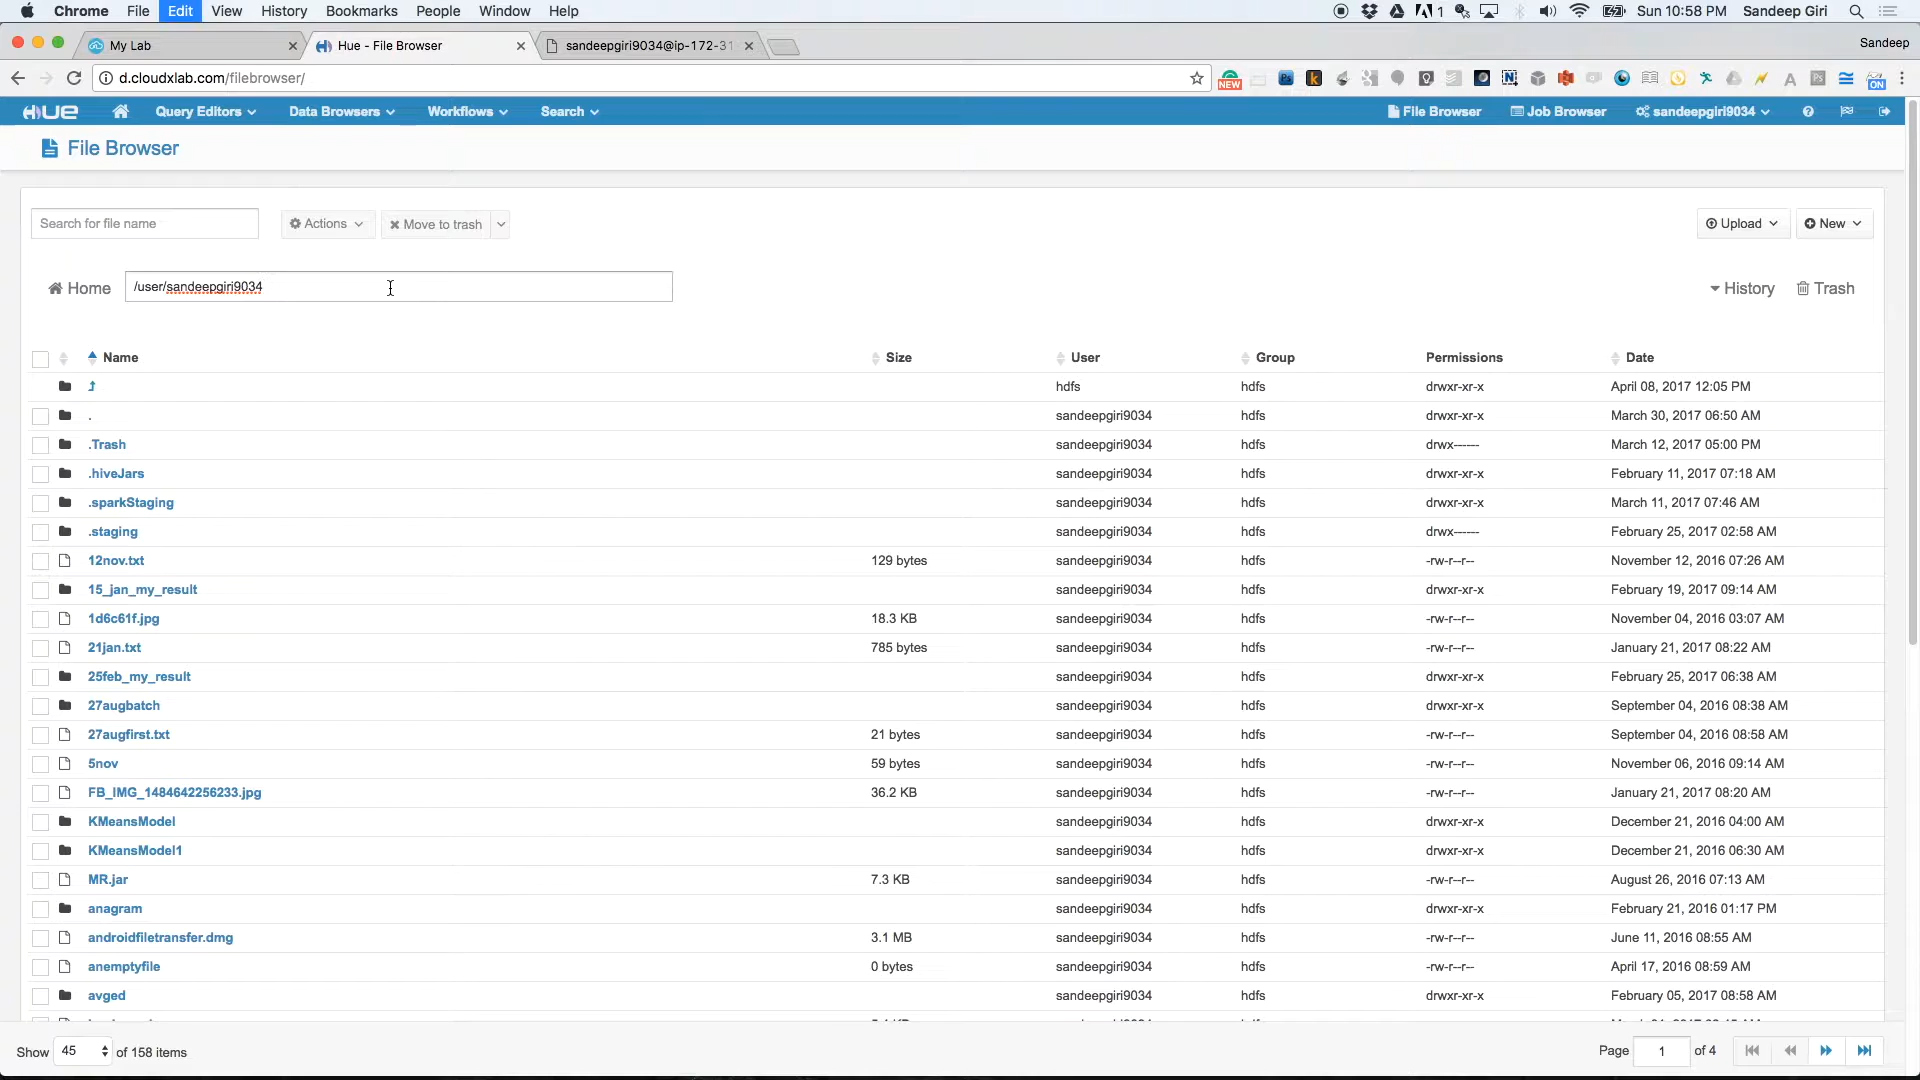 Chrome File Edit View History Bookmarks People Window Help 1 Sun 10:58 PM Sandeep Giri
My Lab Hue - File Browser sandeepgiri9034@ip-172-31 Sandeep
d.cloudxlab.com/filebrowser/ NEW ON
HUE Query Editors Data Browsers Workflows Search File Browser Job Browser sandeepgiri9034
File Browser
Search for file name Actions Move to trash Upload New
Home /user/sandeepgiri9034 History Trash
Name Size User Group Permissions Date
hdfs hdfs drwxr-xr-x April 08, 2017 12:05 PM
. sandeepgiri9034 hdfs drwxr-xr-x March 30, 2017 06:50 AM
.Trash sandeepgiri9034 hdfs drwx------ March 12, 2017 05:00 PM
.hiveJars sandeepgiri9034 hdfs drwxr-xr-x February 11, 2017 07:18 AM
.sparkStaging sandeepgiri9034 hdfs drwxr-xr-x March 11, 2017 07:46 AM
.staging sandeepgiri9034 hdfs drwx------ February 25, 2017 02:58 AM
12nov.txt 129 bytes sandeepgiri9034 hdfs -rw-r--r-- November 12, 2016 07:26 AM
15_jan_my_result sandeepgiri9034 hdfs drwxr-xr-x February 19, 2017 09:14 AM
1d6c61f.jpg 18.3 KB sandeepgiri9034 hdfs -rw-r--r-- November 04, 2016 03:07 AM
21jan.txt 785 bytes sandeepgiri9034 hdfs -rw-r--r-- January 21, 2017 08:22 AM
25feb_my_result sandeepgiri9034 hdfs drwxr-xr-x February 25, 2017 06:38 AM
27augbatch sandeepgiri9034 hdfs drwxr-xr-x September 04, 2016 08:38 AM
27augfirst.txt 21 bytes sandeepgiri9034 hdfs -rw-r--r-- September 04, 2016 08:58 AM
5nov 59 bytes sandeepgiri9034 hdfs -rw-r--r-- November 06, 2016 09:14 AM
FB_IMG_1484642256233.jpg 36.2 KB sandeepgiri9034 hdfs -rw-r--r-- January 21, 2017 08:20 AM
KMeansModel sandeepgiri9034 hdfs drwxr-xr-x December 21, 2016 04:00 AM
KMeansModel1 sandeepgiri9034 hdfs drwxr-xr-x December 21, 2016 06:30 AM
MR.jar 7.3 KB sandeepgiri9034 hdfs -rw-r--r-- August 26, 2016 07:13 AM
anagram sandeepgiri9034 hdfs drwxr-xr-x February 21, 2016 01:17 PM
androidfiletransfer.dmg 3.1 MB sandeepgiri9034 hdfs -rw-r--r-- June 11, 2016 08:55 AM
anemptyfile 0 bytes sandeepgiri9034 hdfs -rw-r--r-- April 17, 2016 08:59 AM
avged sandeepgiri9034 hdfs drwxr-xr-x February 05, 2017 08:58 AM
Show 45 of 158 items Page 1 of 4